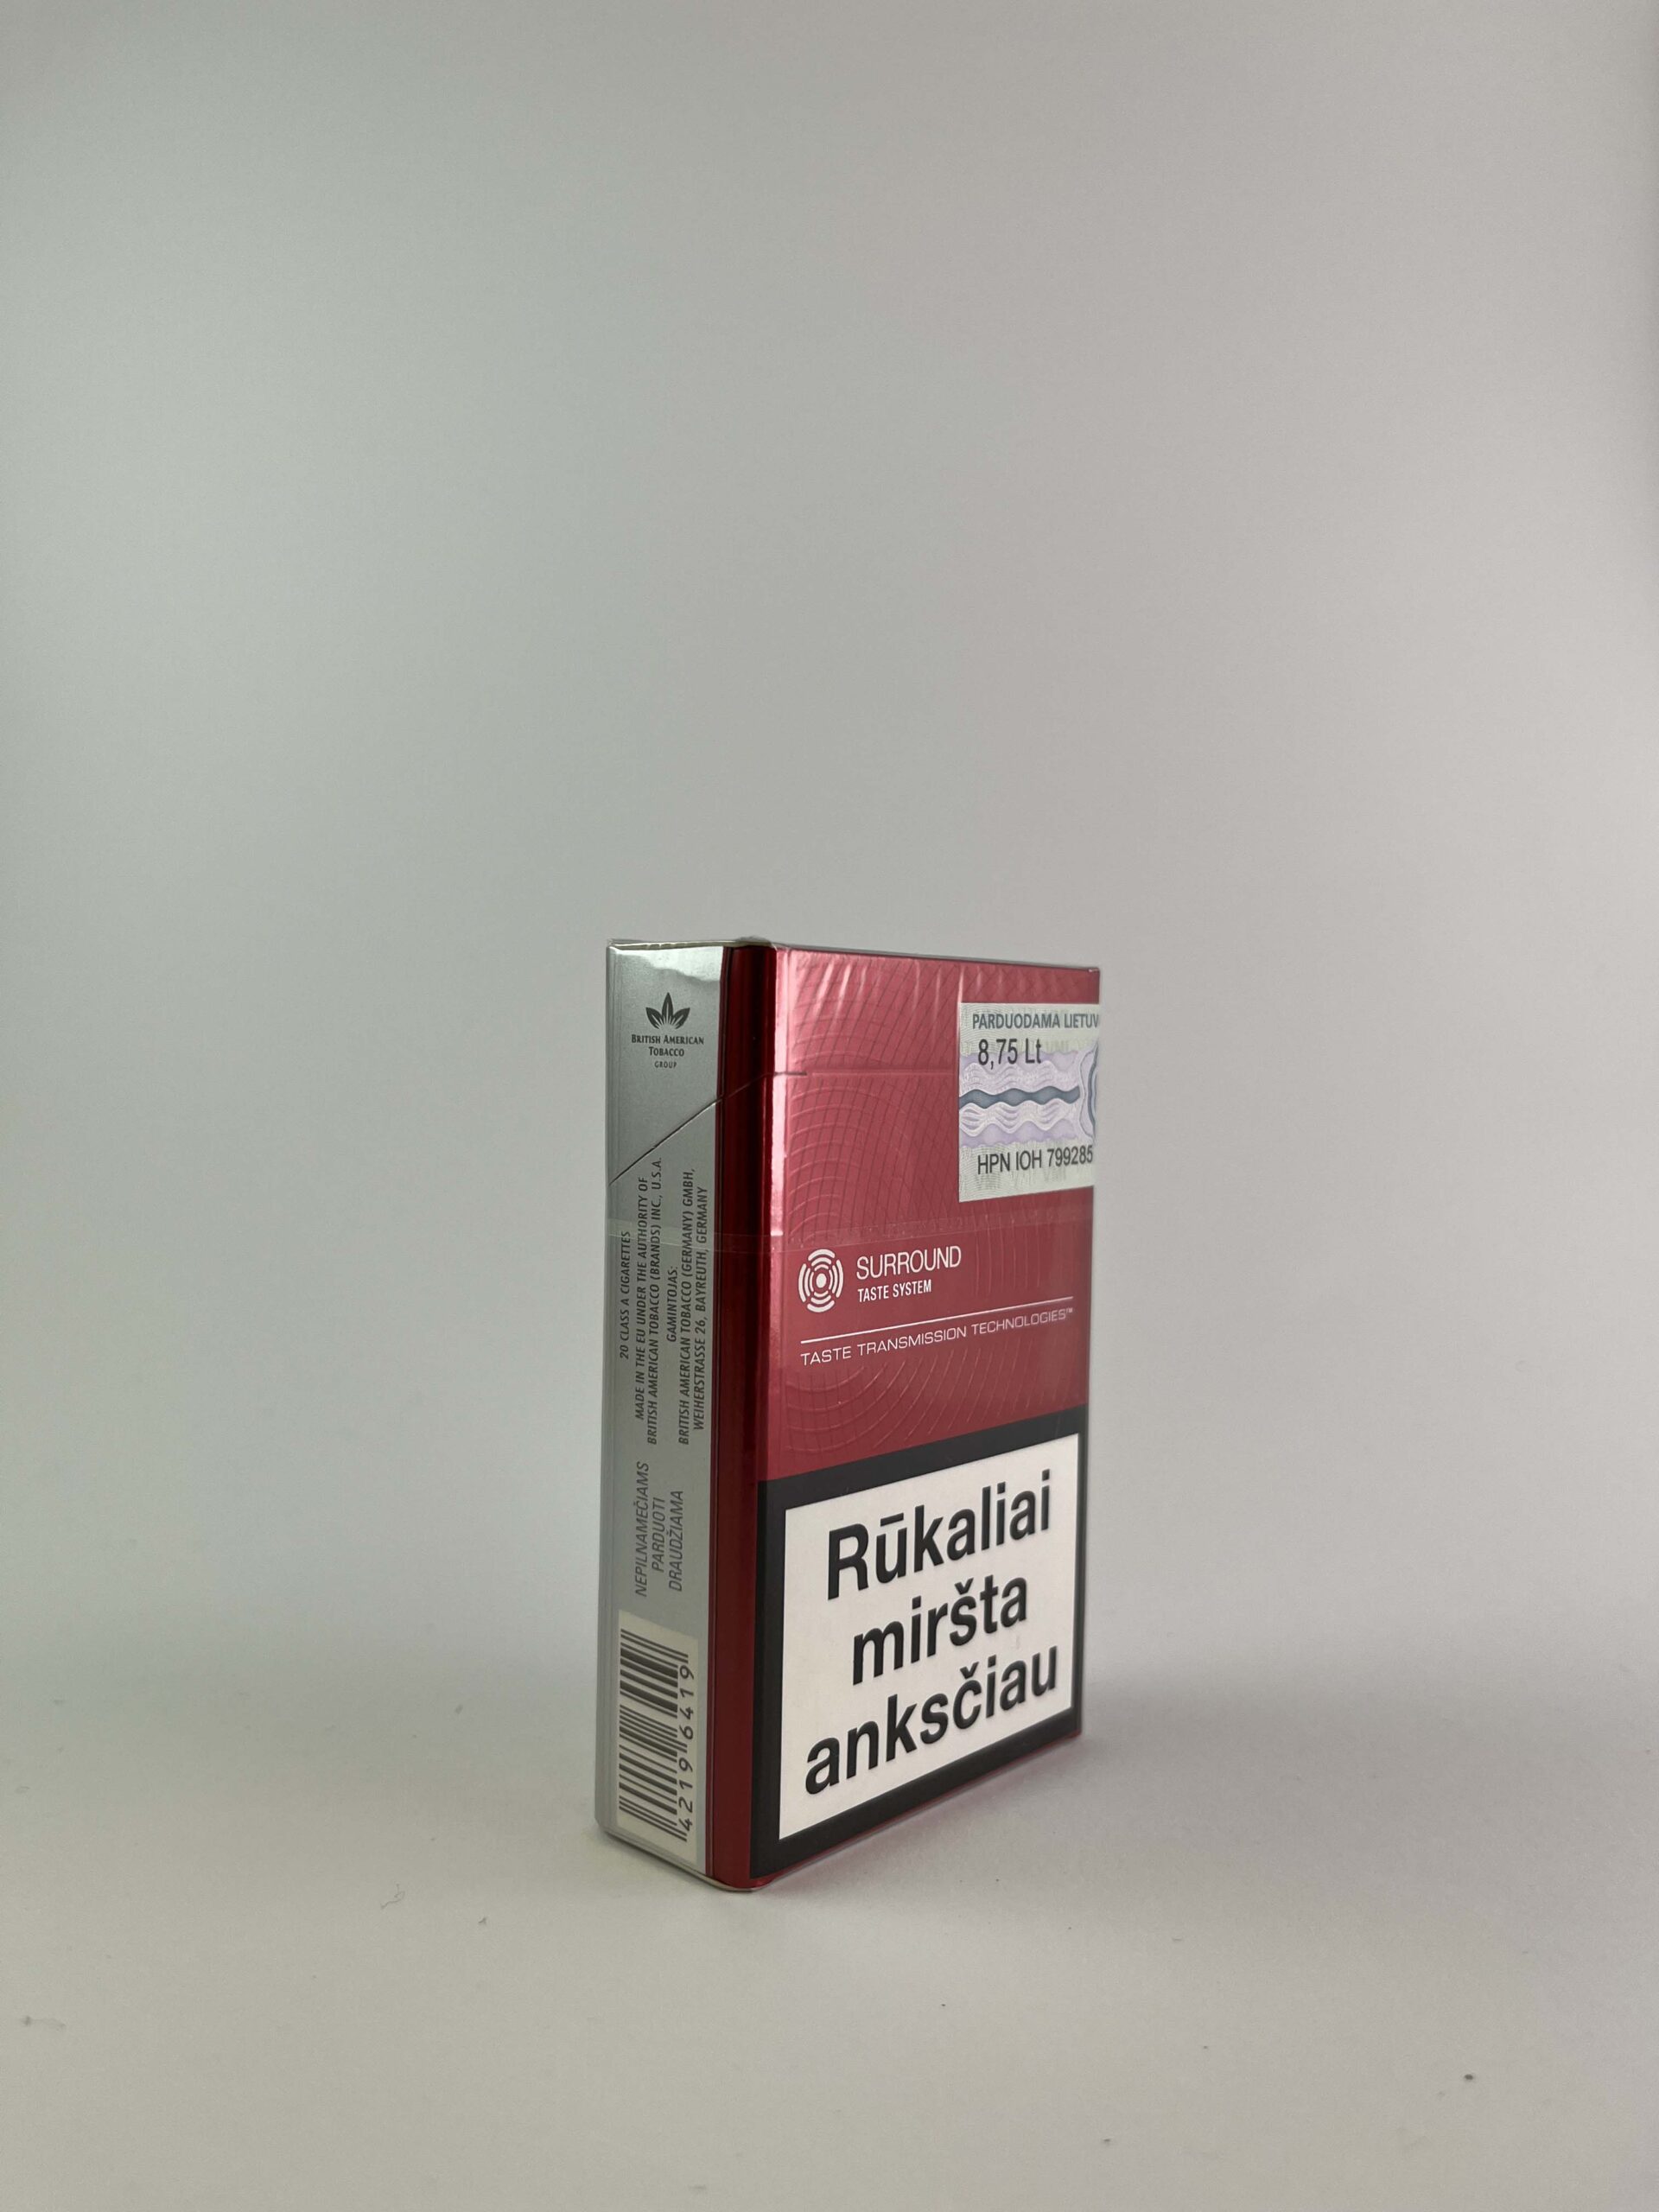 BRITISH AMERICAN
TOBACCO
GROUP
20 CLASS A CIGARETTES
MADE IN THE EU UNDER THE AUTHORITY OF
BRITISH AMERICAN TOBACCO (BRANDS) INC., U.S.A.
GAMINTOJAS:
BRITISH AMERICAN TOBACCO (GERMANY) GMBH,
WEIHERSTRASSE 26, BAYREUTH, GERMANY
NEPILNAMEČIAMS
PARDUOTI
DRAUDŽIAMA
42196419
PARDUODAMA LIETUV
8,75 Lt
HPN IOH 799285
SURROUND
TASTE SYSTEM
TASTE TRANSMISSION TECHNOLOGIES™
Rūkaliai
miršta
anksčiau